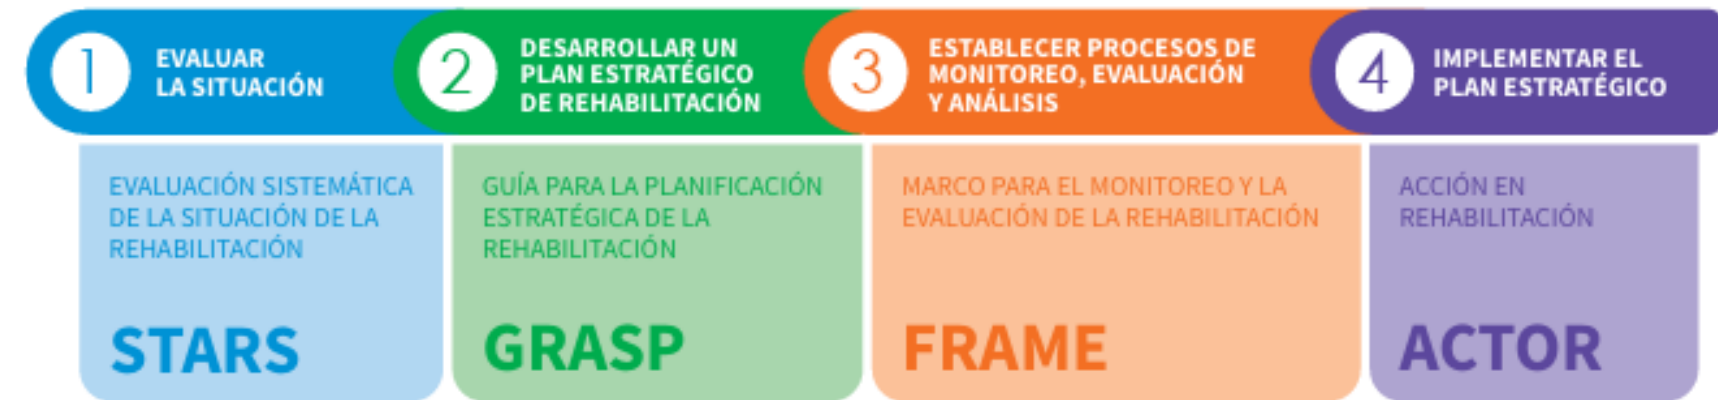 1
EVALUAR
LA SITUACIÓN
2
DESARROLLAR UN
PLAN ESTRATÉGICO
DE REHABILITACIÓN
3
ESTABLECER PROCESOS DE
MONITOREO, EVALUACIÓN
Y ANÁLISIS
4
IMPLEMENTAR EL
PLAN ESTRATÉGICO
EVALUACIÓN SISTEMÁTICA
DE LA SITUACIÓN DE LA
REHABILITACIÓN
STARS
GUÍA PARA LA PLANIFICACIÓN
ESTRATÉGICA DE LA
REHABILITACIÓN
GRASP
MARCO PARA EL MONITOREO Y LA
EVALUACIÓN DE LA REHABILITACIÓN
FRAME
ACCIÓN EN
REHABILITACIÓN
ACTOR